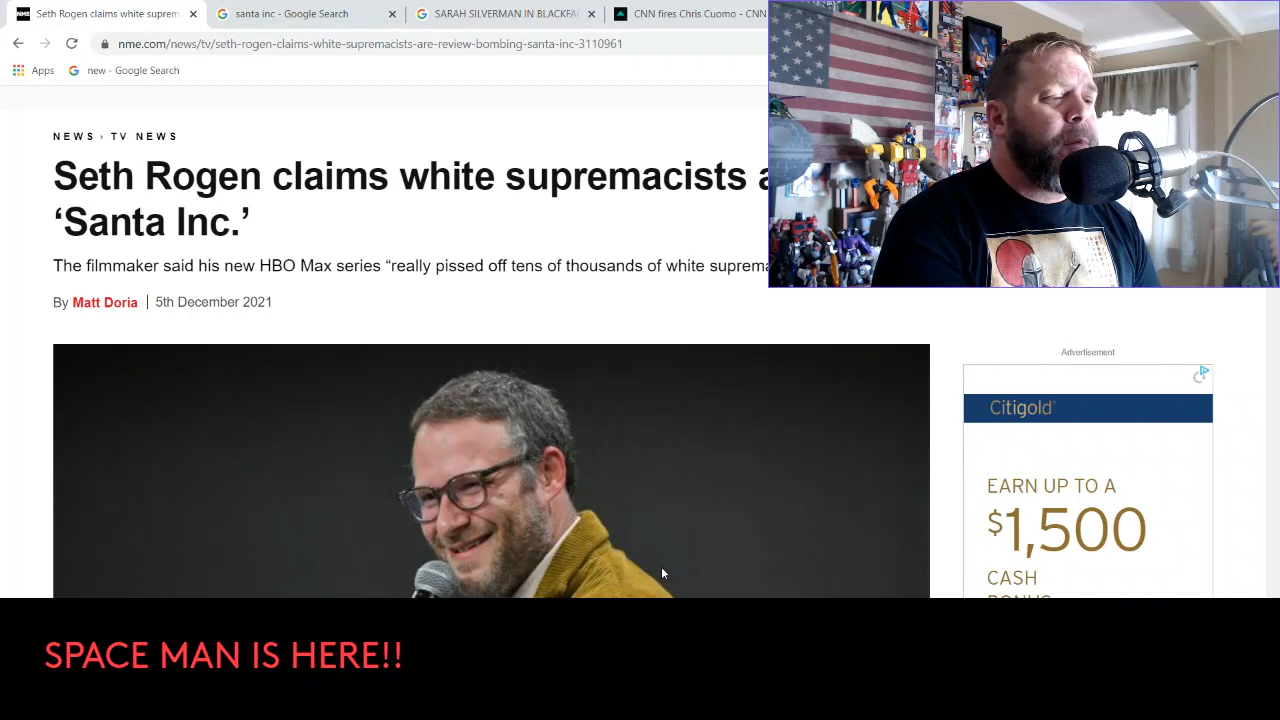 Seth Rogen claims white suprem
santa inc - Google Search
SARAH SILVERMAN IN BLACKFA
CNN fires Chris Cuomo - CNN
nme.com/news/tv/seth-rogen-claims-white-supremacists-are-review-bombing-santa-inc-3110961
Apps
new - Google Search
NEWS › TV NEWS
Seth Rogen claims white supremacists a
‘Santa Inc.’
The filmmaker said his new HBO Max series “really pissed off tens of thousands of white suprema
By Matt Doria | 5th December 2021
Advertisement
Citigold
EARN UP TO A
$1,500
CASH
BONUS
SPACE MAN IS HERE!!